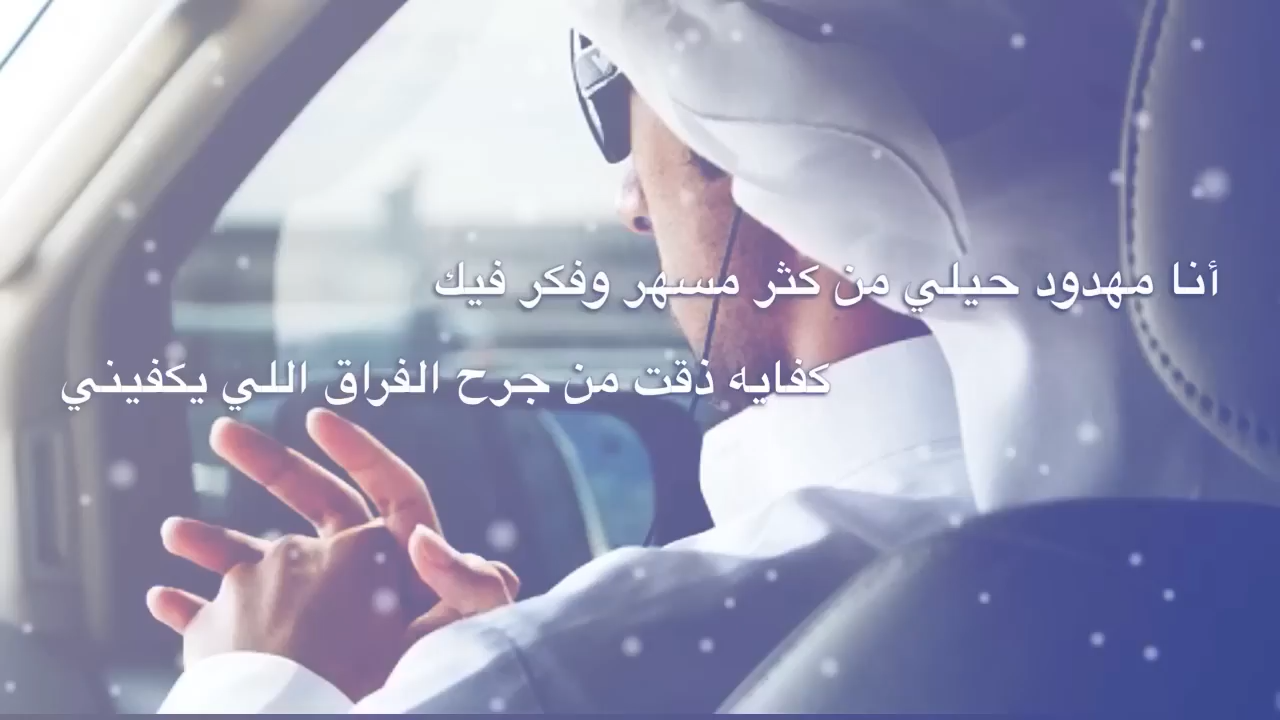 أنا مهدود حيلي من كثر مسهر وفكر فيك
كفايه ذقت من جرح الفراق اللي يكفيني